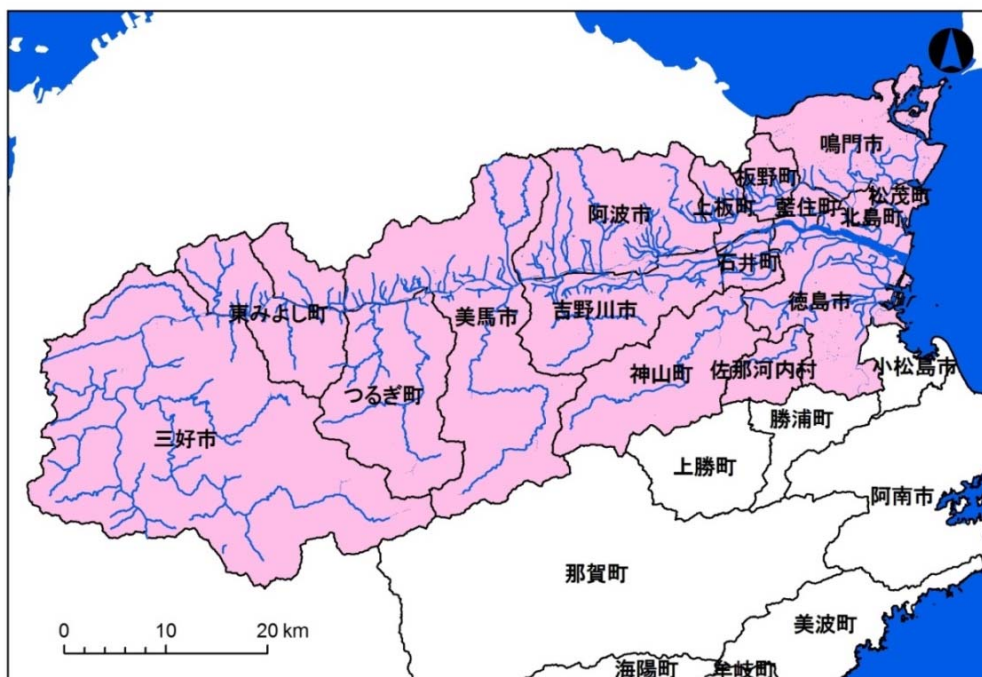 鳴門市
板野町
松茂町
上板町
藍住町
北島町
阿波市
石井町
徳島市
東みよし町
美馬市
吉野川市
小松島市
神山町
佐那河内村
つるぎ町
勝浦町
三好市
上勝町
阿南市
那賀町
美波町
海陽町
牟岐町
0 10 20 km